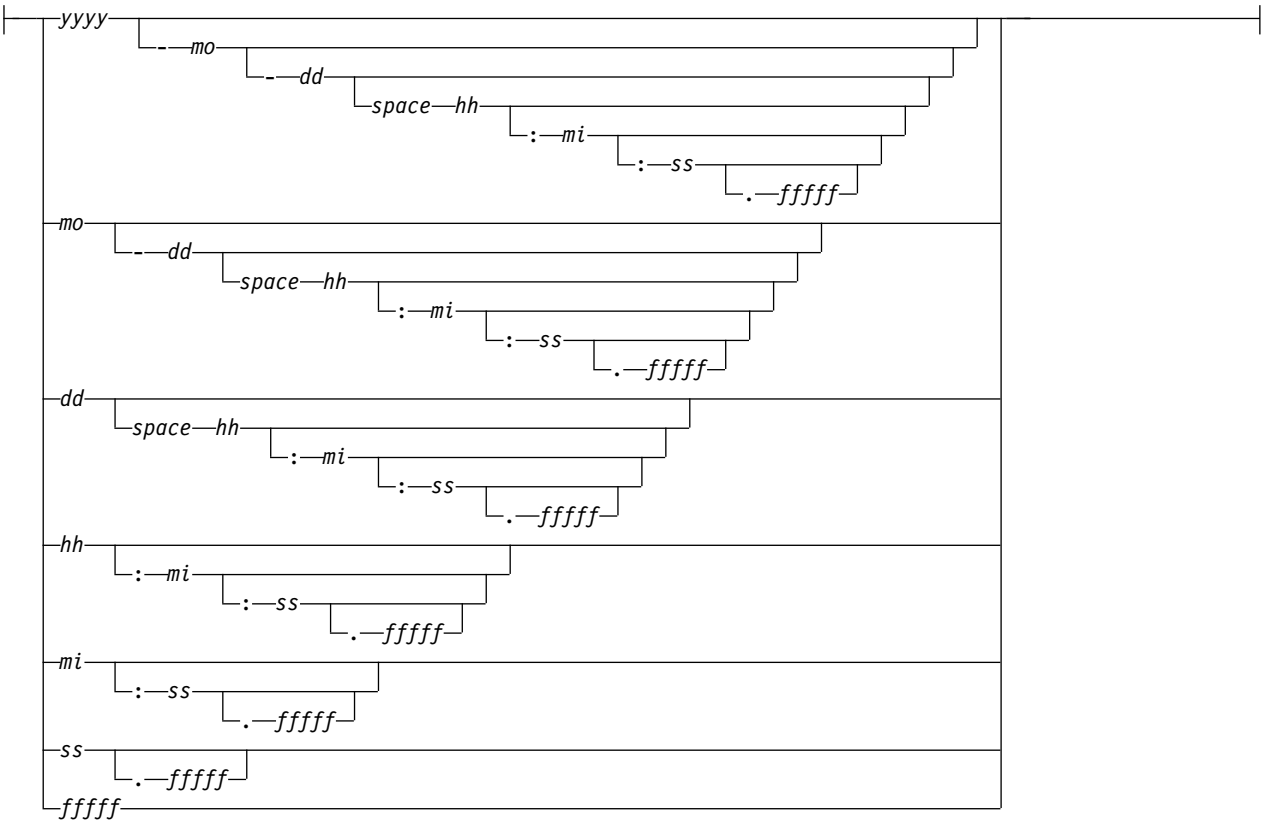 yyyy
- mo
- dd
space hh
: mi
: ss
. fffff
mo
- dd
space hh
: mi
: ss
. fffff
dd
space hh
: mi
: ss
. fffff
hh
: mi
: ss
. fffff
mi
: ss
. fffff
ss
. fffff
fffff